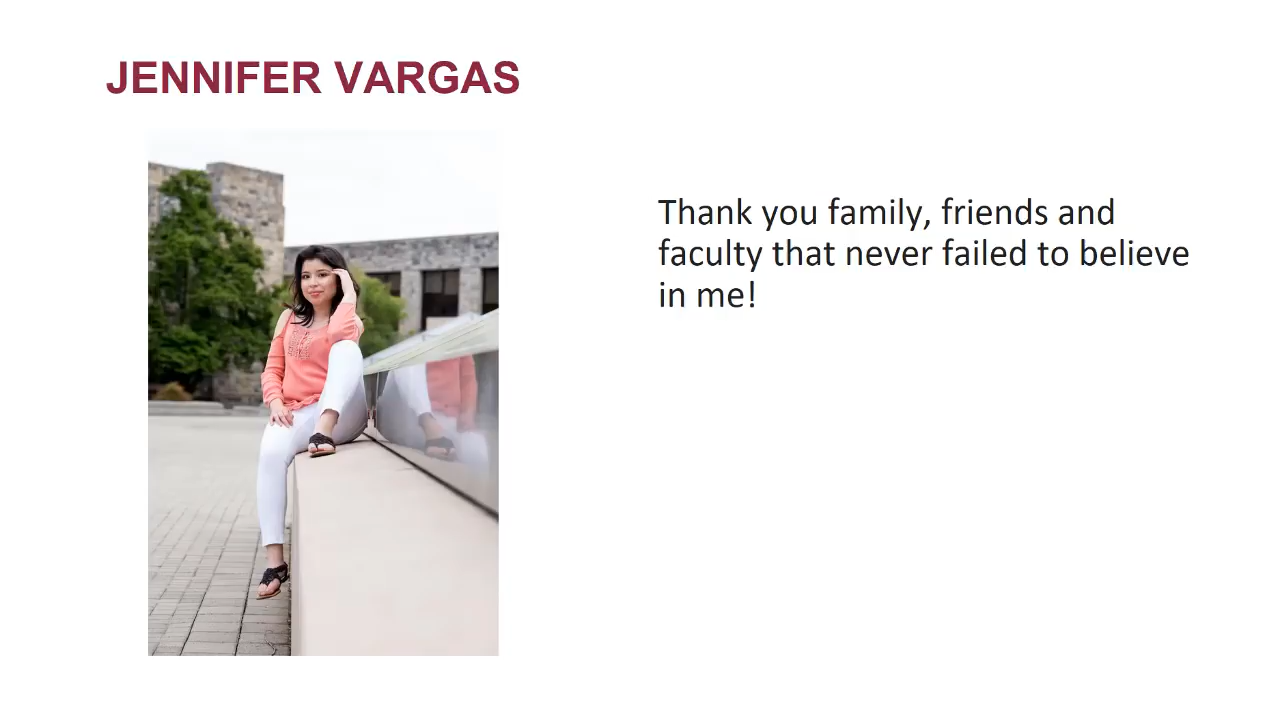 JENNIFER VARGAS
Thank you family, friends and
faculty that never failed to believe
in me!